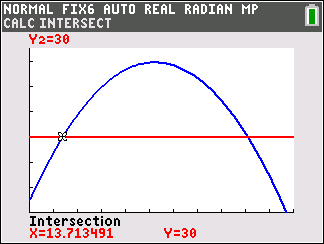 NORMAL FIX6 AUTO REAL RADIAN MP
CALC INTERSECT
Y2=30
Intersection
X=13.713491 Y=30